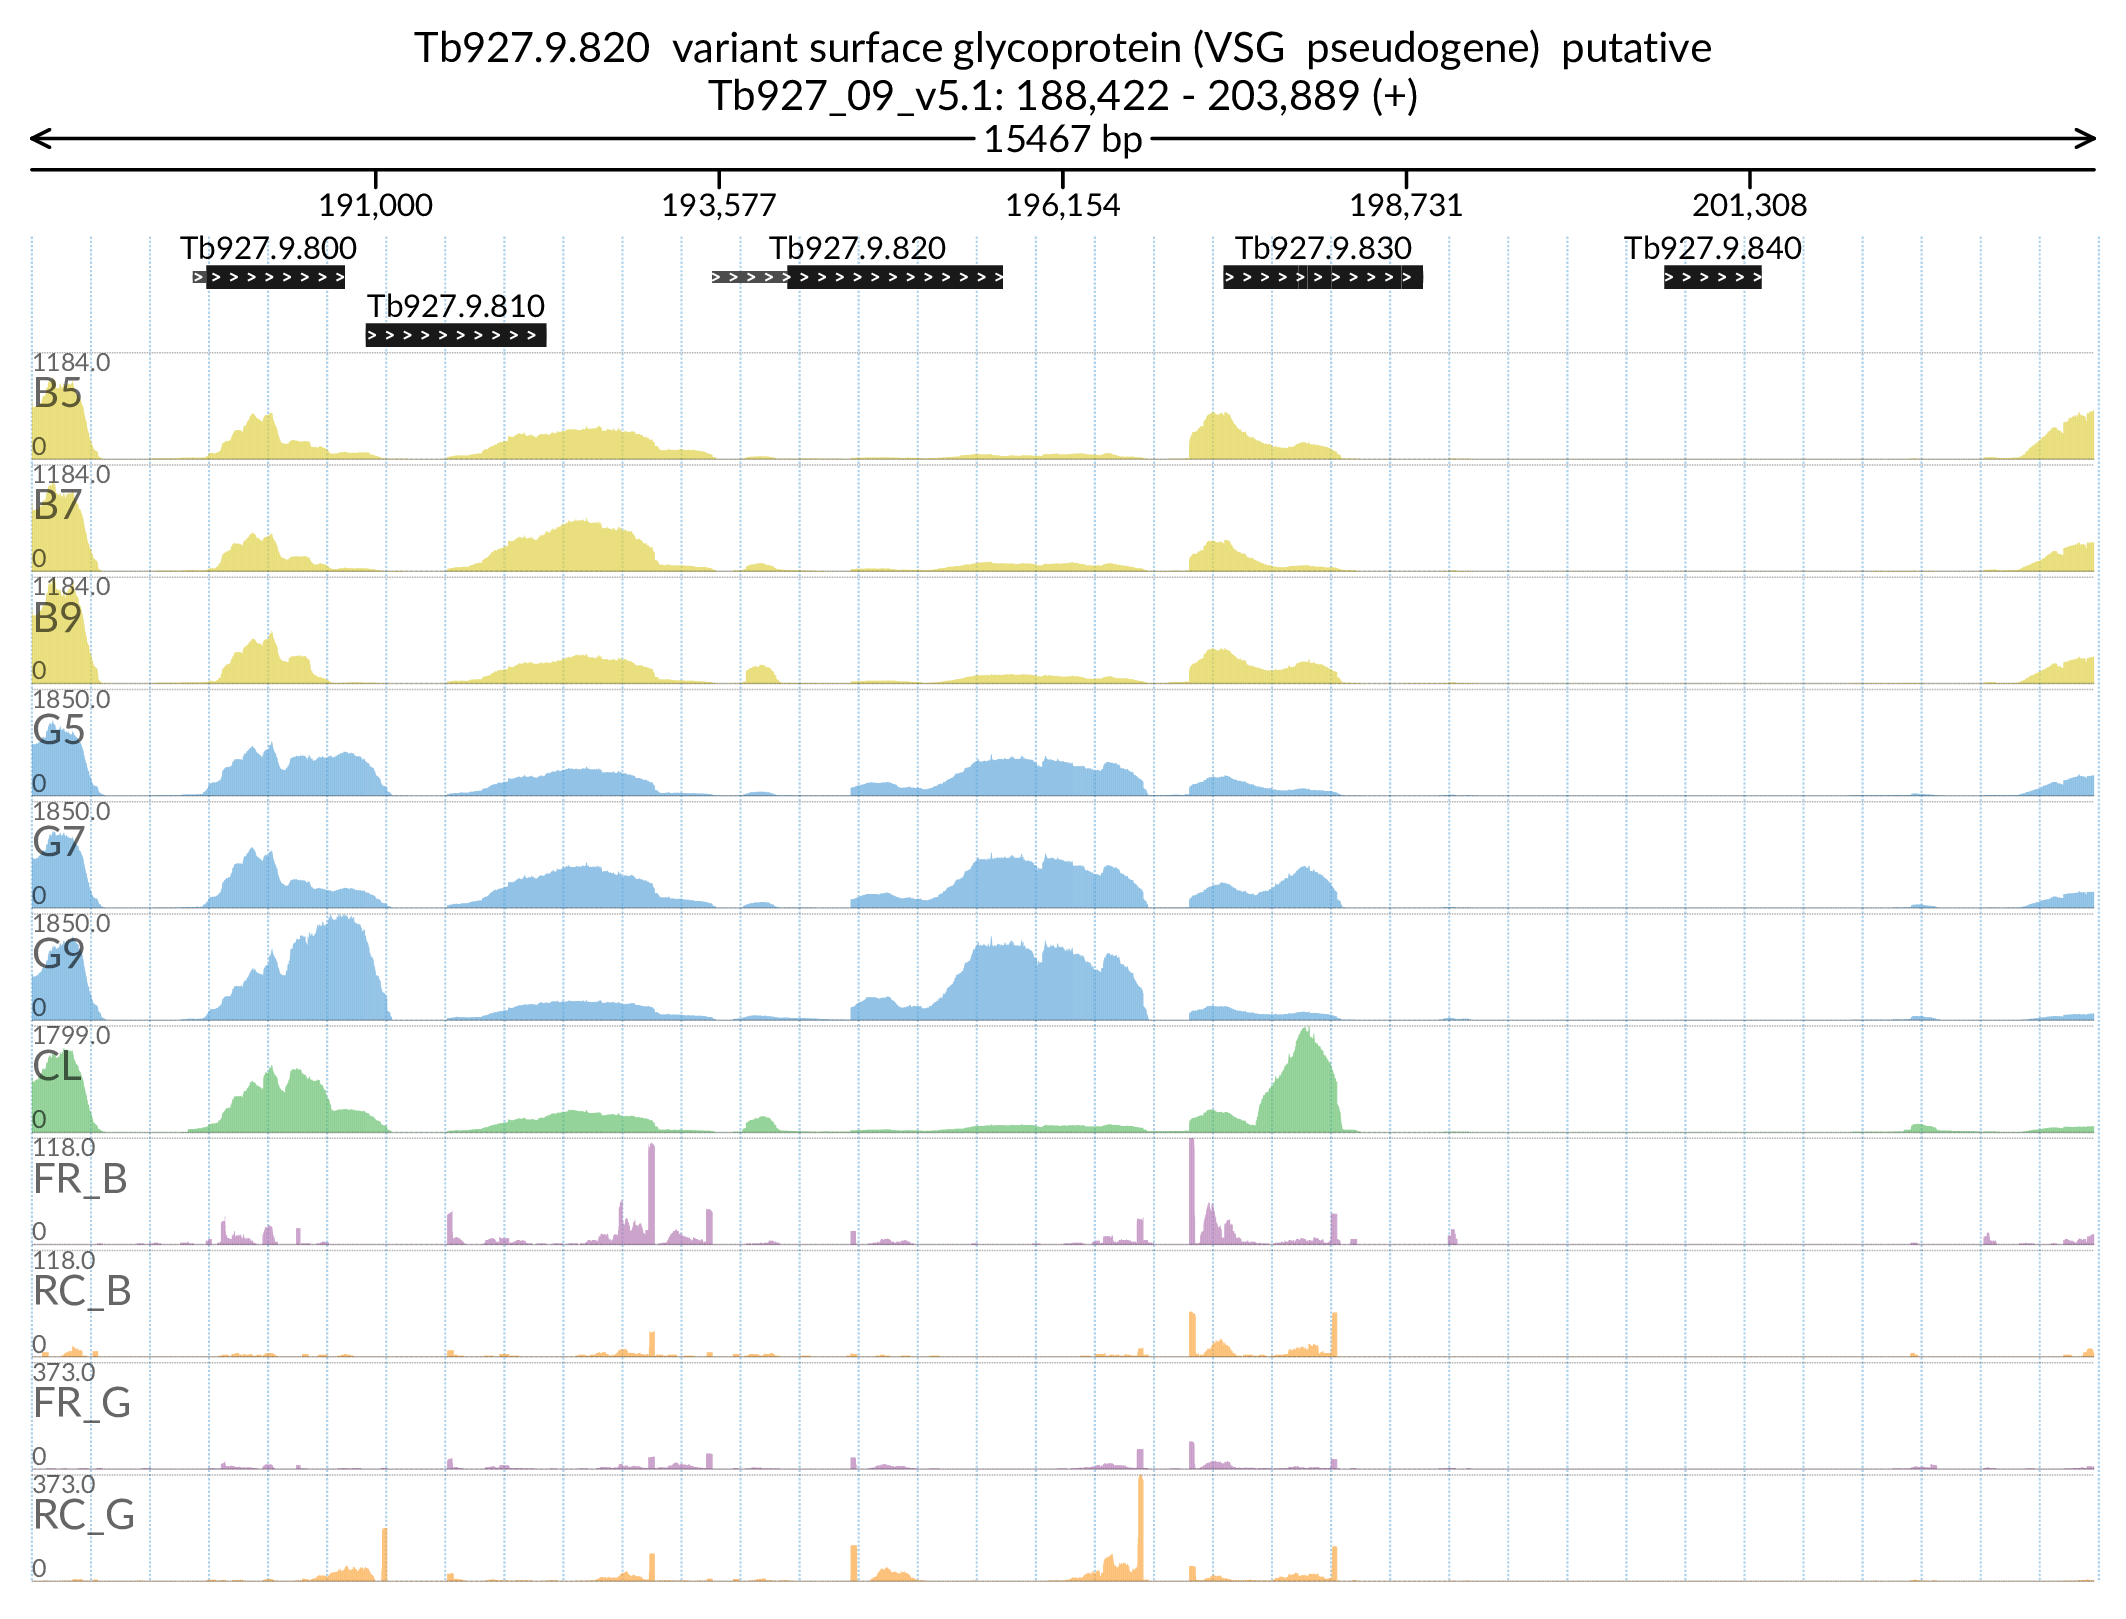 Tb927.9.820  variant surface glycoprotein (VSG  pseudogene)  putative
Tb927_09_v5.1: 188,422 - 203,889 (+)
15467 bp
191,000 193,577 196,154 198,731 201,308
Tb927.9.800 Tb927.9.820 Tb927.9.830 Tb927.9.840
Tb927.9.810
1184.0
B5
0
1184.0
B7
0
1184.0
B9
0
1850.0
G5
0
1850.0
G7
0
1850.0
G9
0
1799.0
CL
0
118.0
FR_B
0
118.0
RC_B
0
373.0
FR_G
0
373.0
RC_G
0